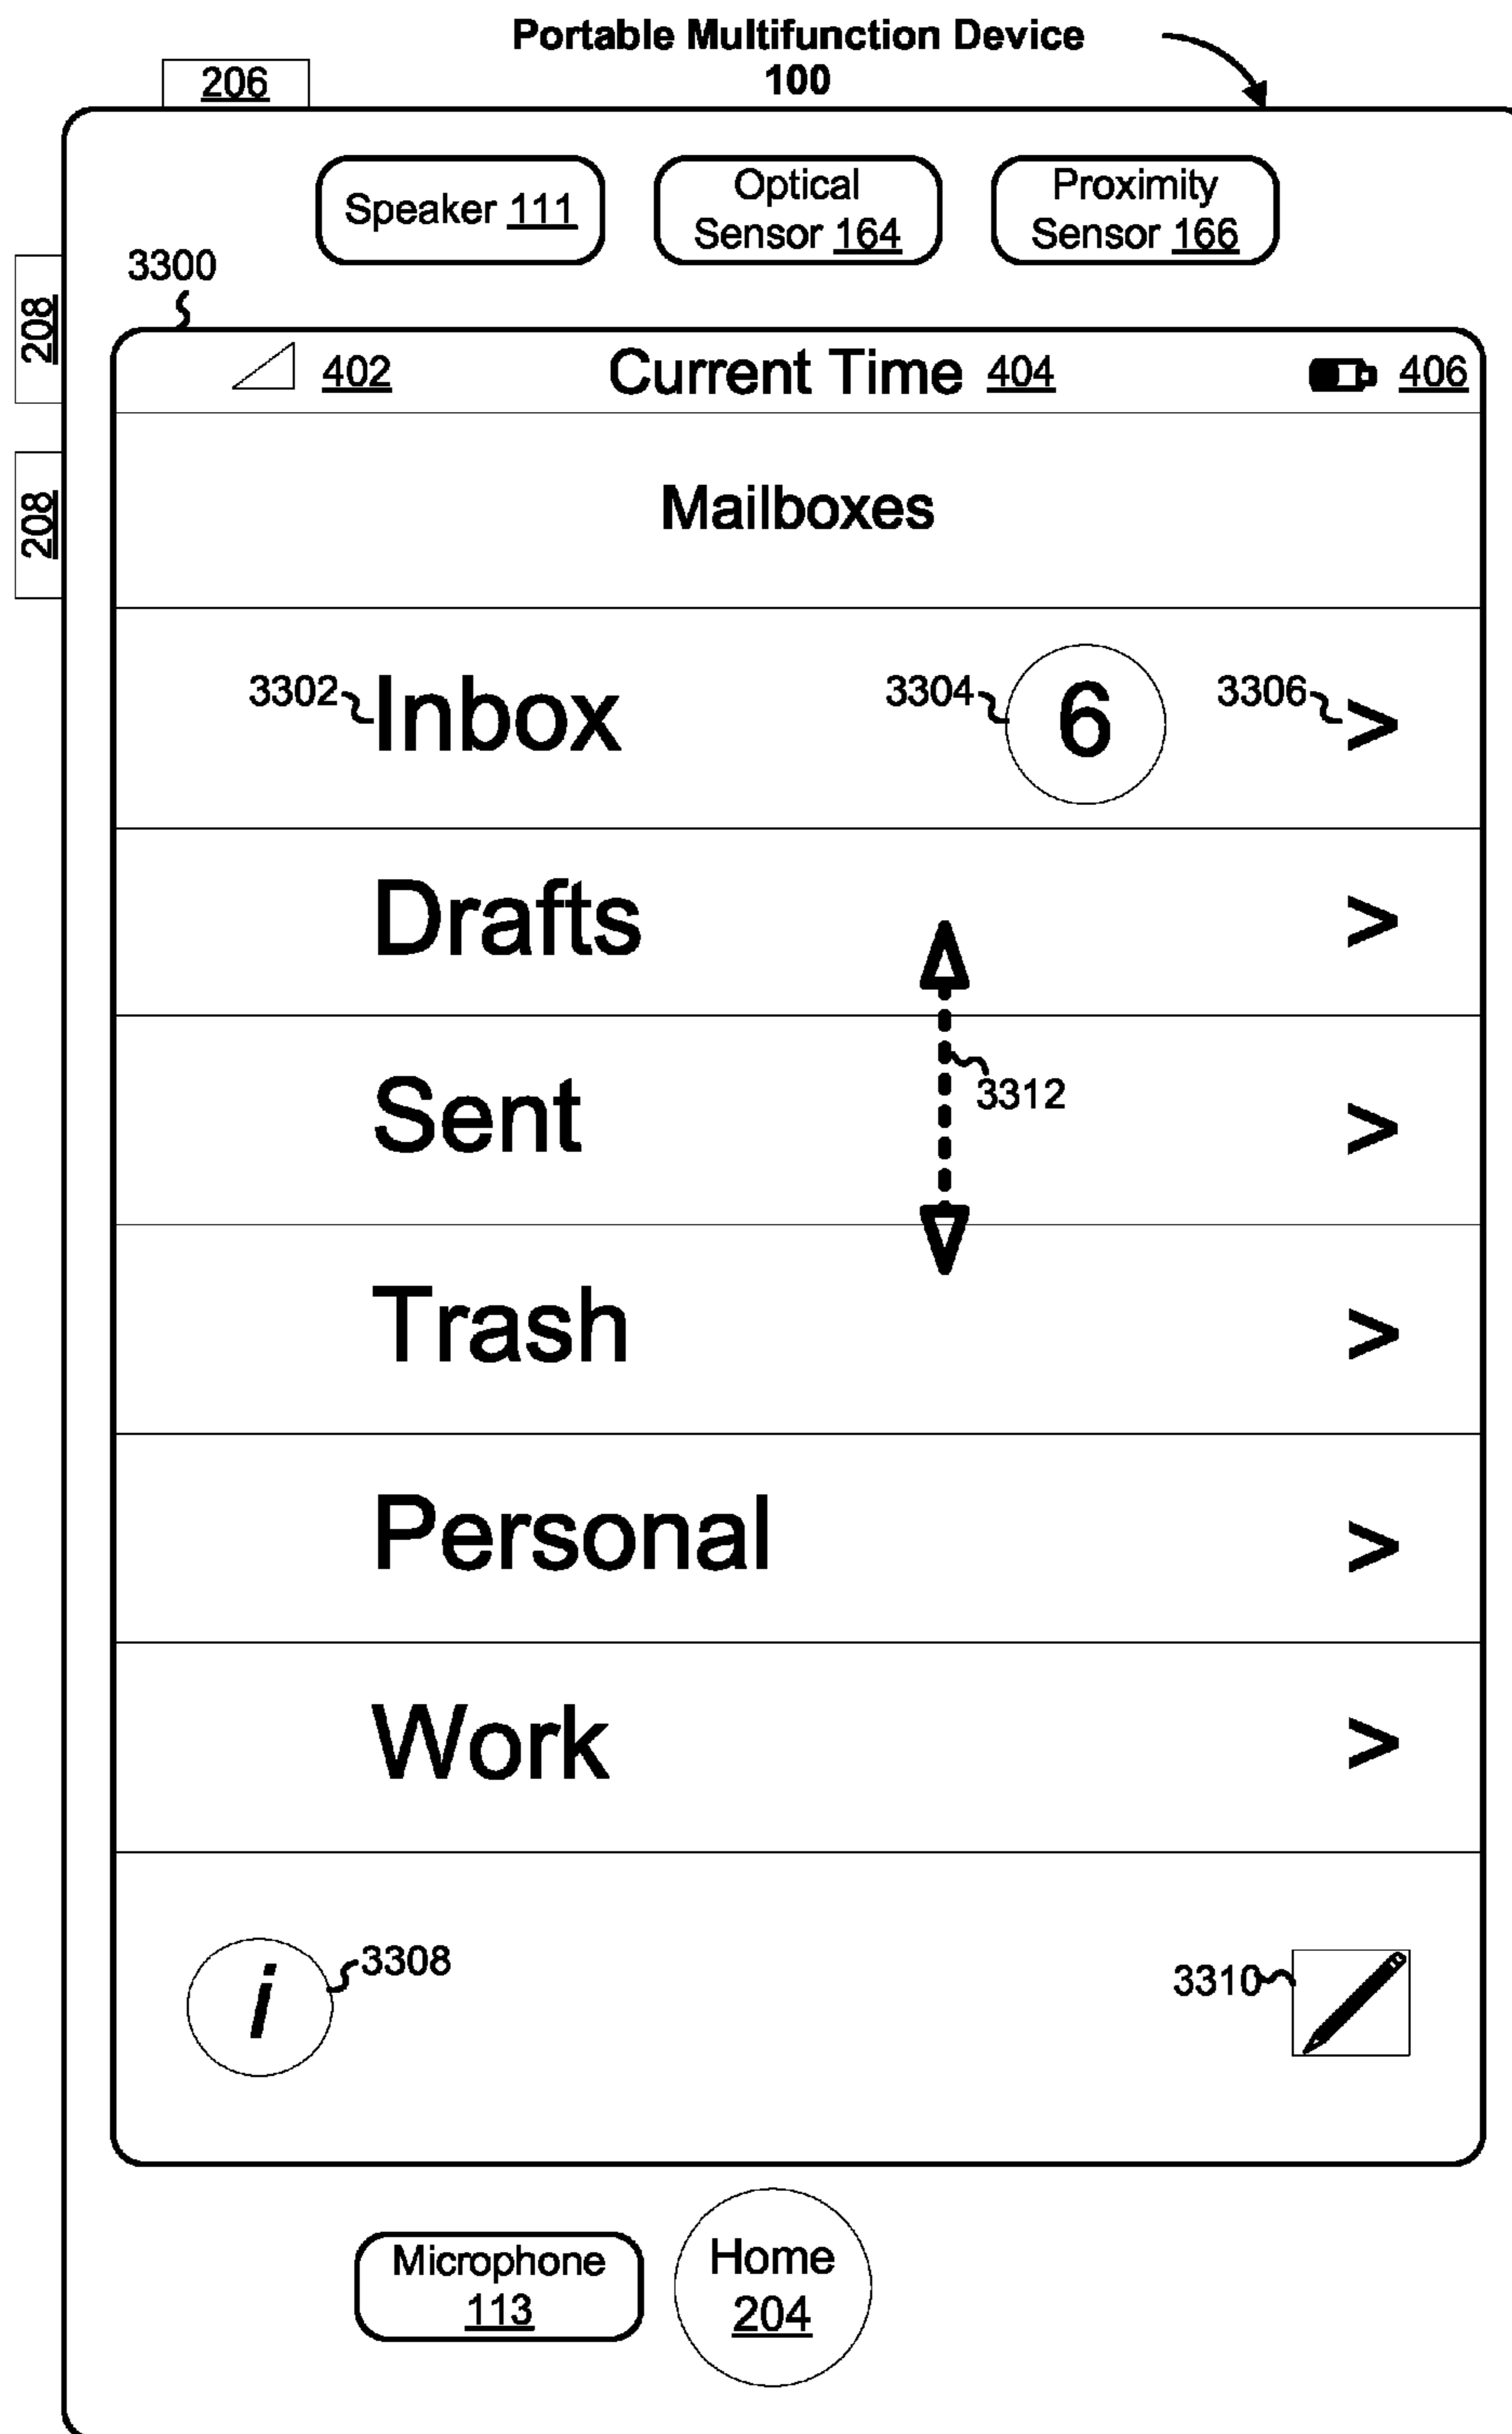 Portable Multifunction Device
100
206
Speaker 111
Optical
Sensor 164
Proximity
Sensor 166
3300
208
402
Current Time 404
406
208
Mailboxes
3302
Inbox
3304
6
3306
>
Drafts
>
Sent
3312
>
Trash
>
Personal
>
Work
>
i
3308
3310
Microphone
113
Home
204